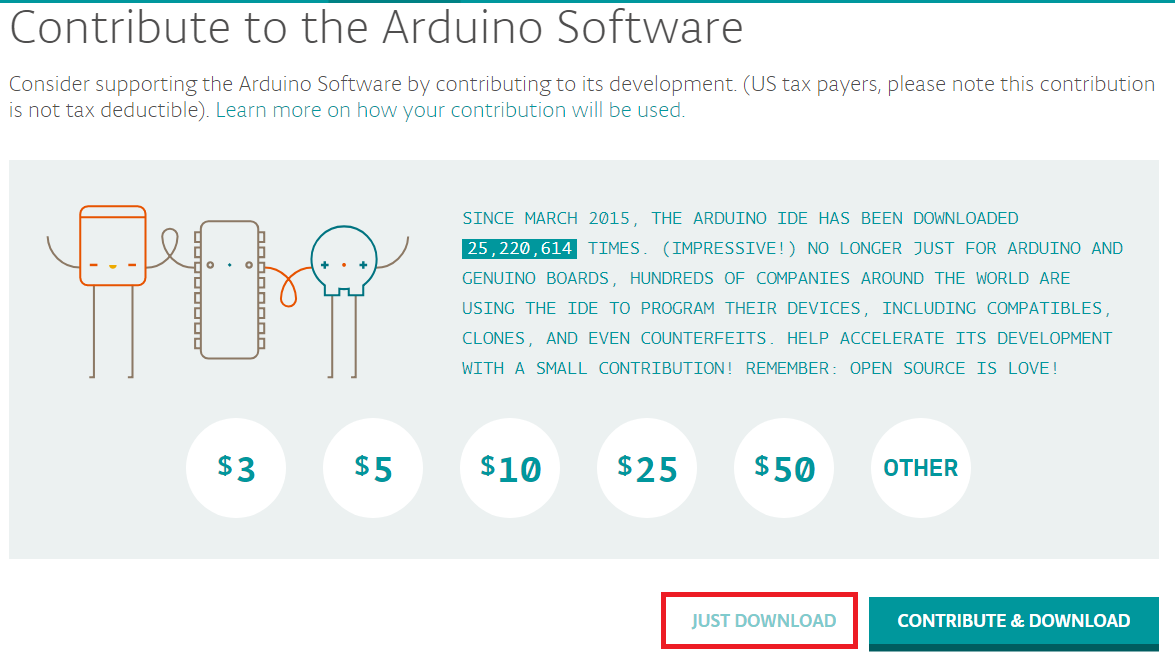 Contribute to the Arduino Software
Consider supporting the Arduino Software by contributing to its development. (US tax payers, please note this contribution
is not tax deductible). Learn more on how your contribution will be used.
SINCE MARCH 2015, THE ARDUINO IDE HAS BEEN DOWNLOADED
25,220,614 TIMES. (IMPRESSIVE!) NO LONGER JUST FOR ARDUINO AND
GENUINO BOARDS, HUNDREDS OF COMPANIES AROUND THE WORLD ARE
USING THE IDE TO PROGRAM THEIR DEVICES, INCLUDING COMPATIBLES,
CLONES, AND EVEN COUNTERFEITS. HELP ACCELERATE ITS DEVELOPMENT
WITH A SMALL CONTRIBUTION! REMEMBER: OPEN SOURCE IS LOVE!
$3 $5 $10 $25 $50 OTHER
JUST DOWNLOAD CONTRIBUTE & DOWNLOAD